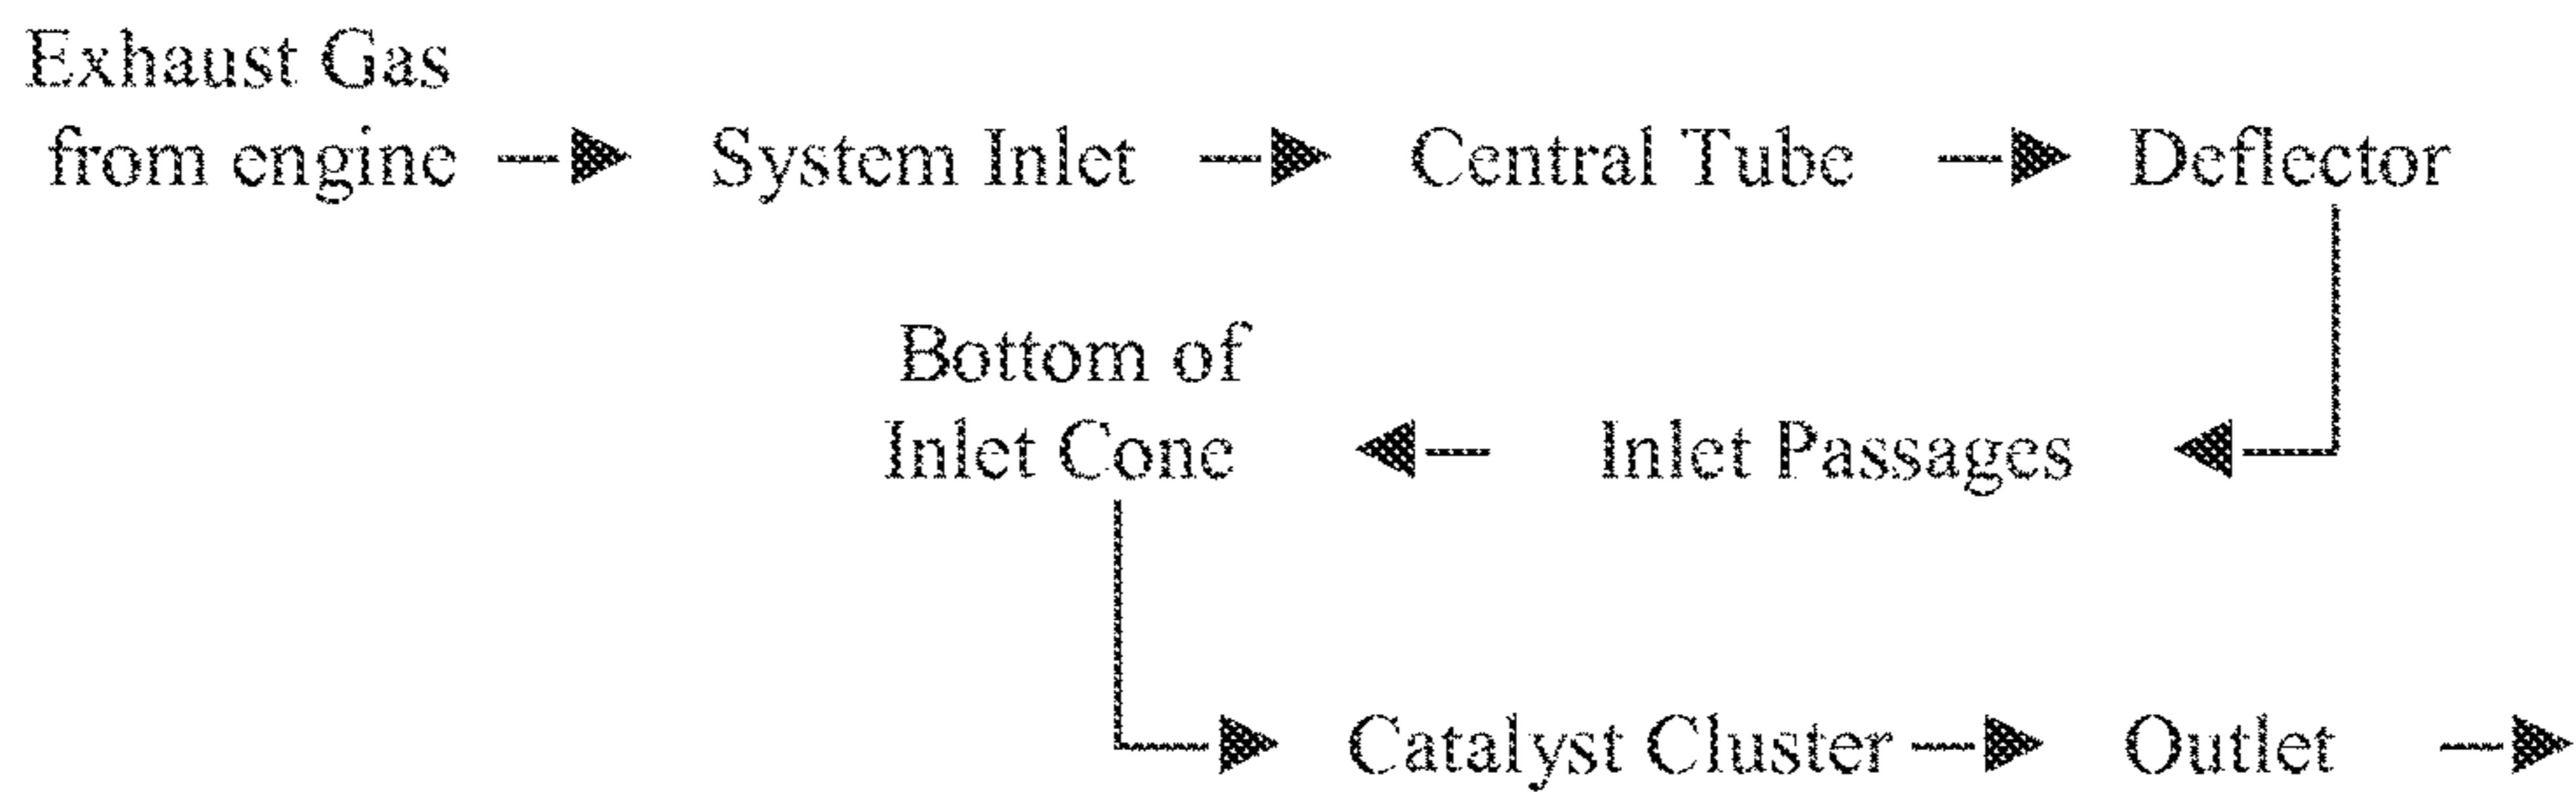 Exhaust Gas
from engine
System Inlet
Central Tube
Deflector
Inlet Passages
Bottom of
Inlet Cone
Catalyst Cluster
Outlet